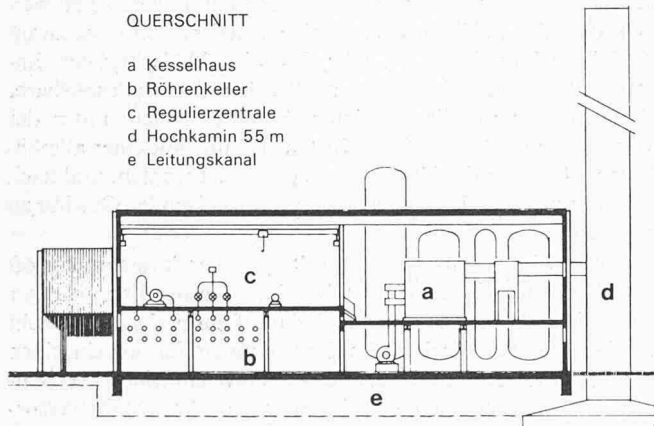 QUERSCHNITT
a Kesselhaus
b Röhrenkeller
c Regulierzentrale
d Hochkamin 55 m
e Leitungskanal
c
a
d
b
e